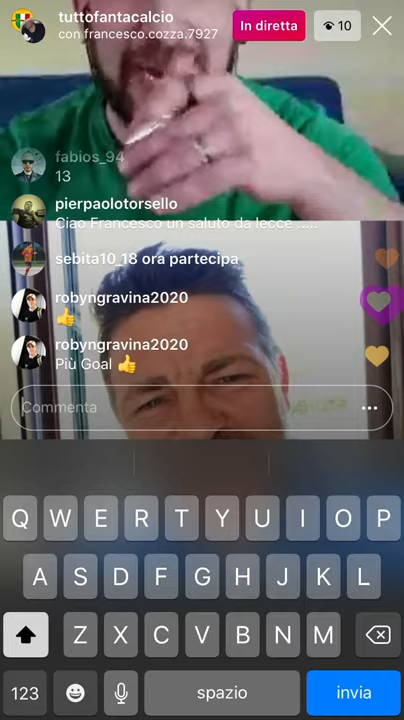 tuttofantacalcio
con francesco.cozza.7927
In diretta
10
fabios_94
13
pierpaolotorsello
Ciao Francesco un saluto da lecce .....
sebita10_18 ora partecipa
robyngravina2020
👍
robyngravina2020
Più Goal 👍
Commenta
Q W E R T Y U I O P
A S D F G H J K L
Z X C V B N M
123
spazio
invia